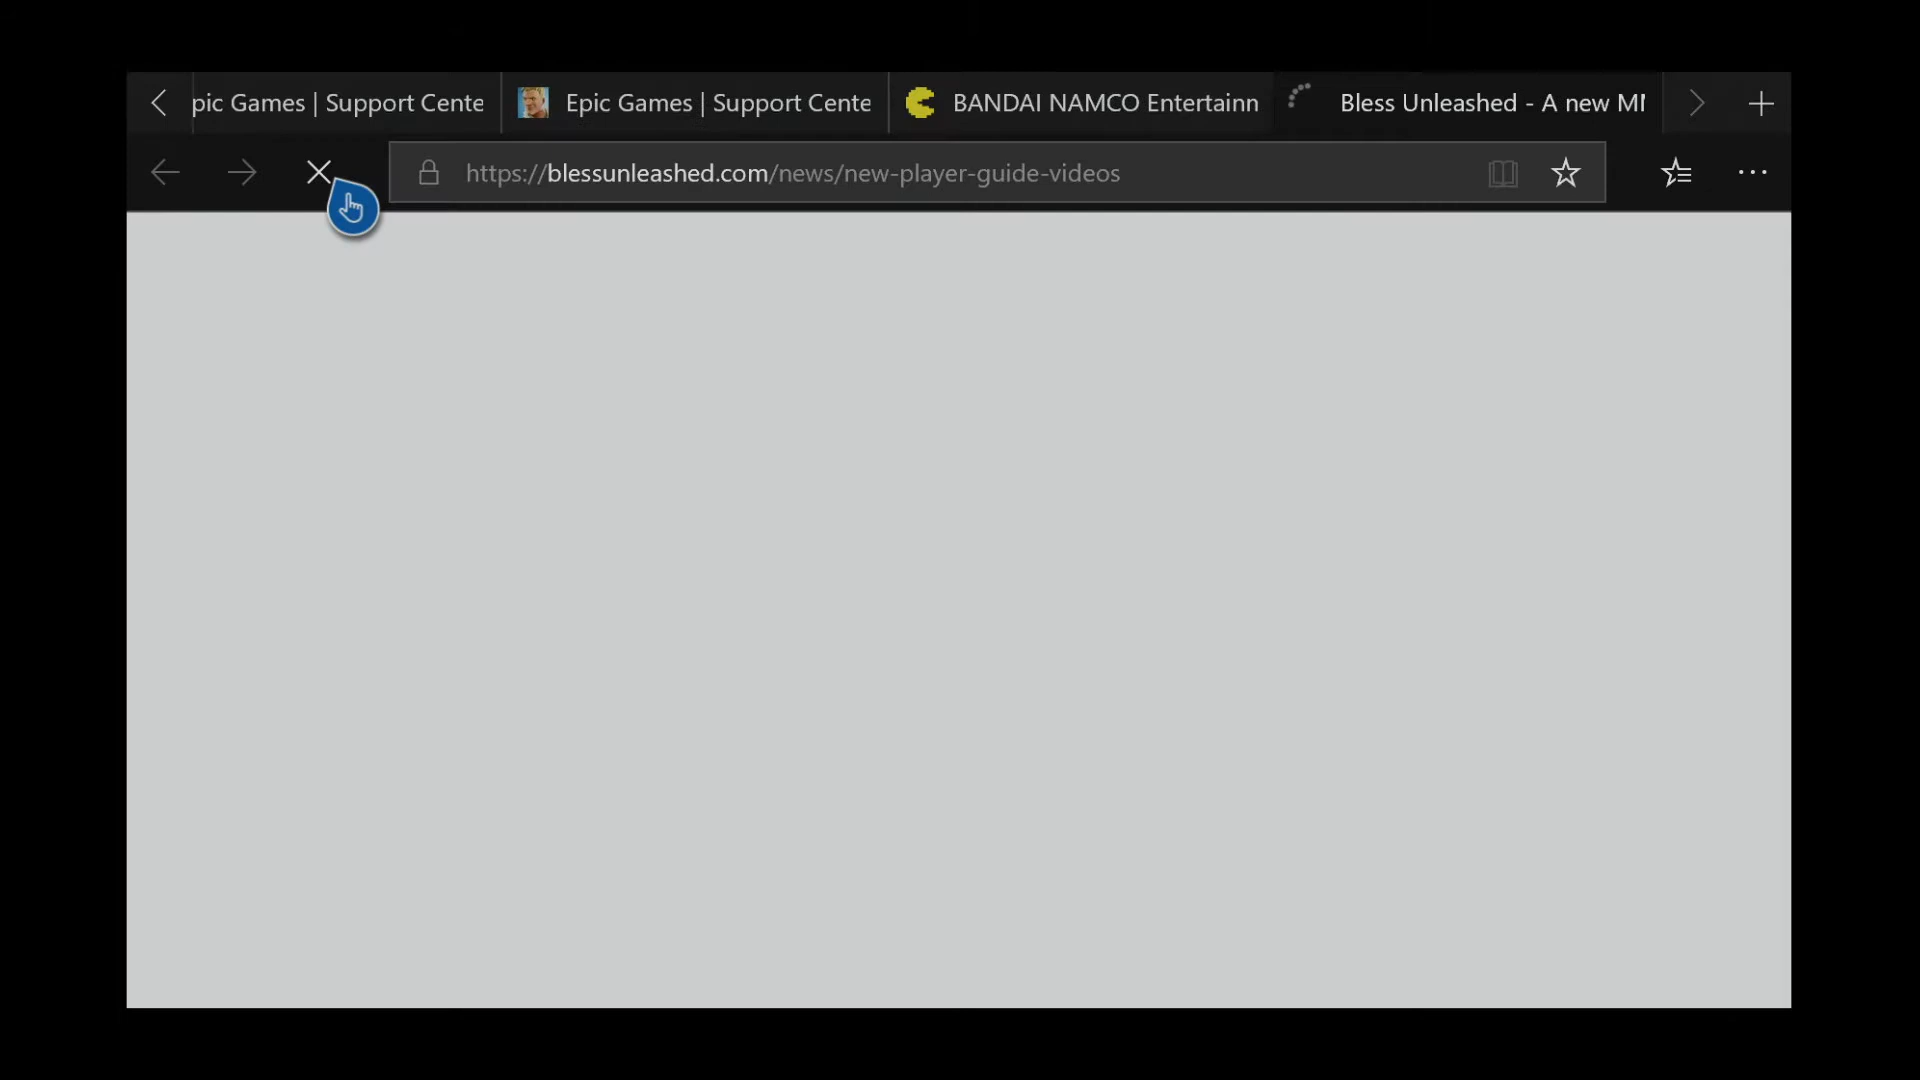 pic Games | Support Cente
Epic Games | Support Cente
BANDAI NAMCO Entertainn
Bless Unleashed - A new MI
https://blessunleashed.com/news/new-player-guide-videos